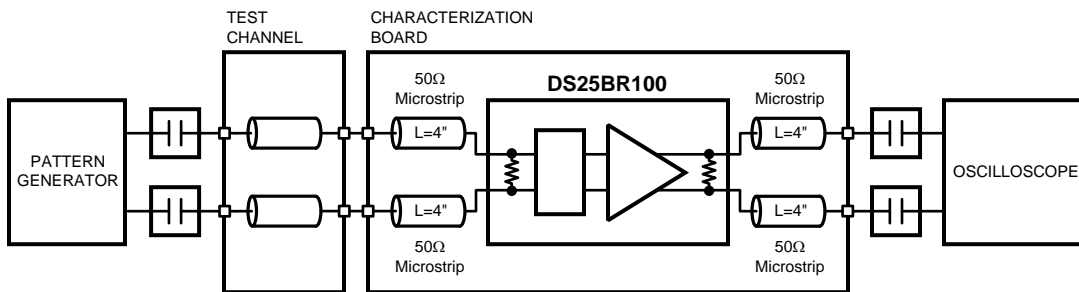 TEST
CHANNEL
CHARACTERIZATION
BOARD
50Ω
Microstrip
DS25BR100
50Ω
Microstrip
L=4"
L=4"
PATTERN
GENERATOR
OSCILLOSCOPE
L=4"
L=4"
50Ω
Microstrip
50Ω
Microstrip